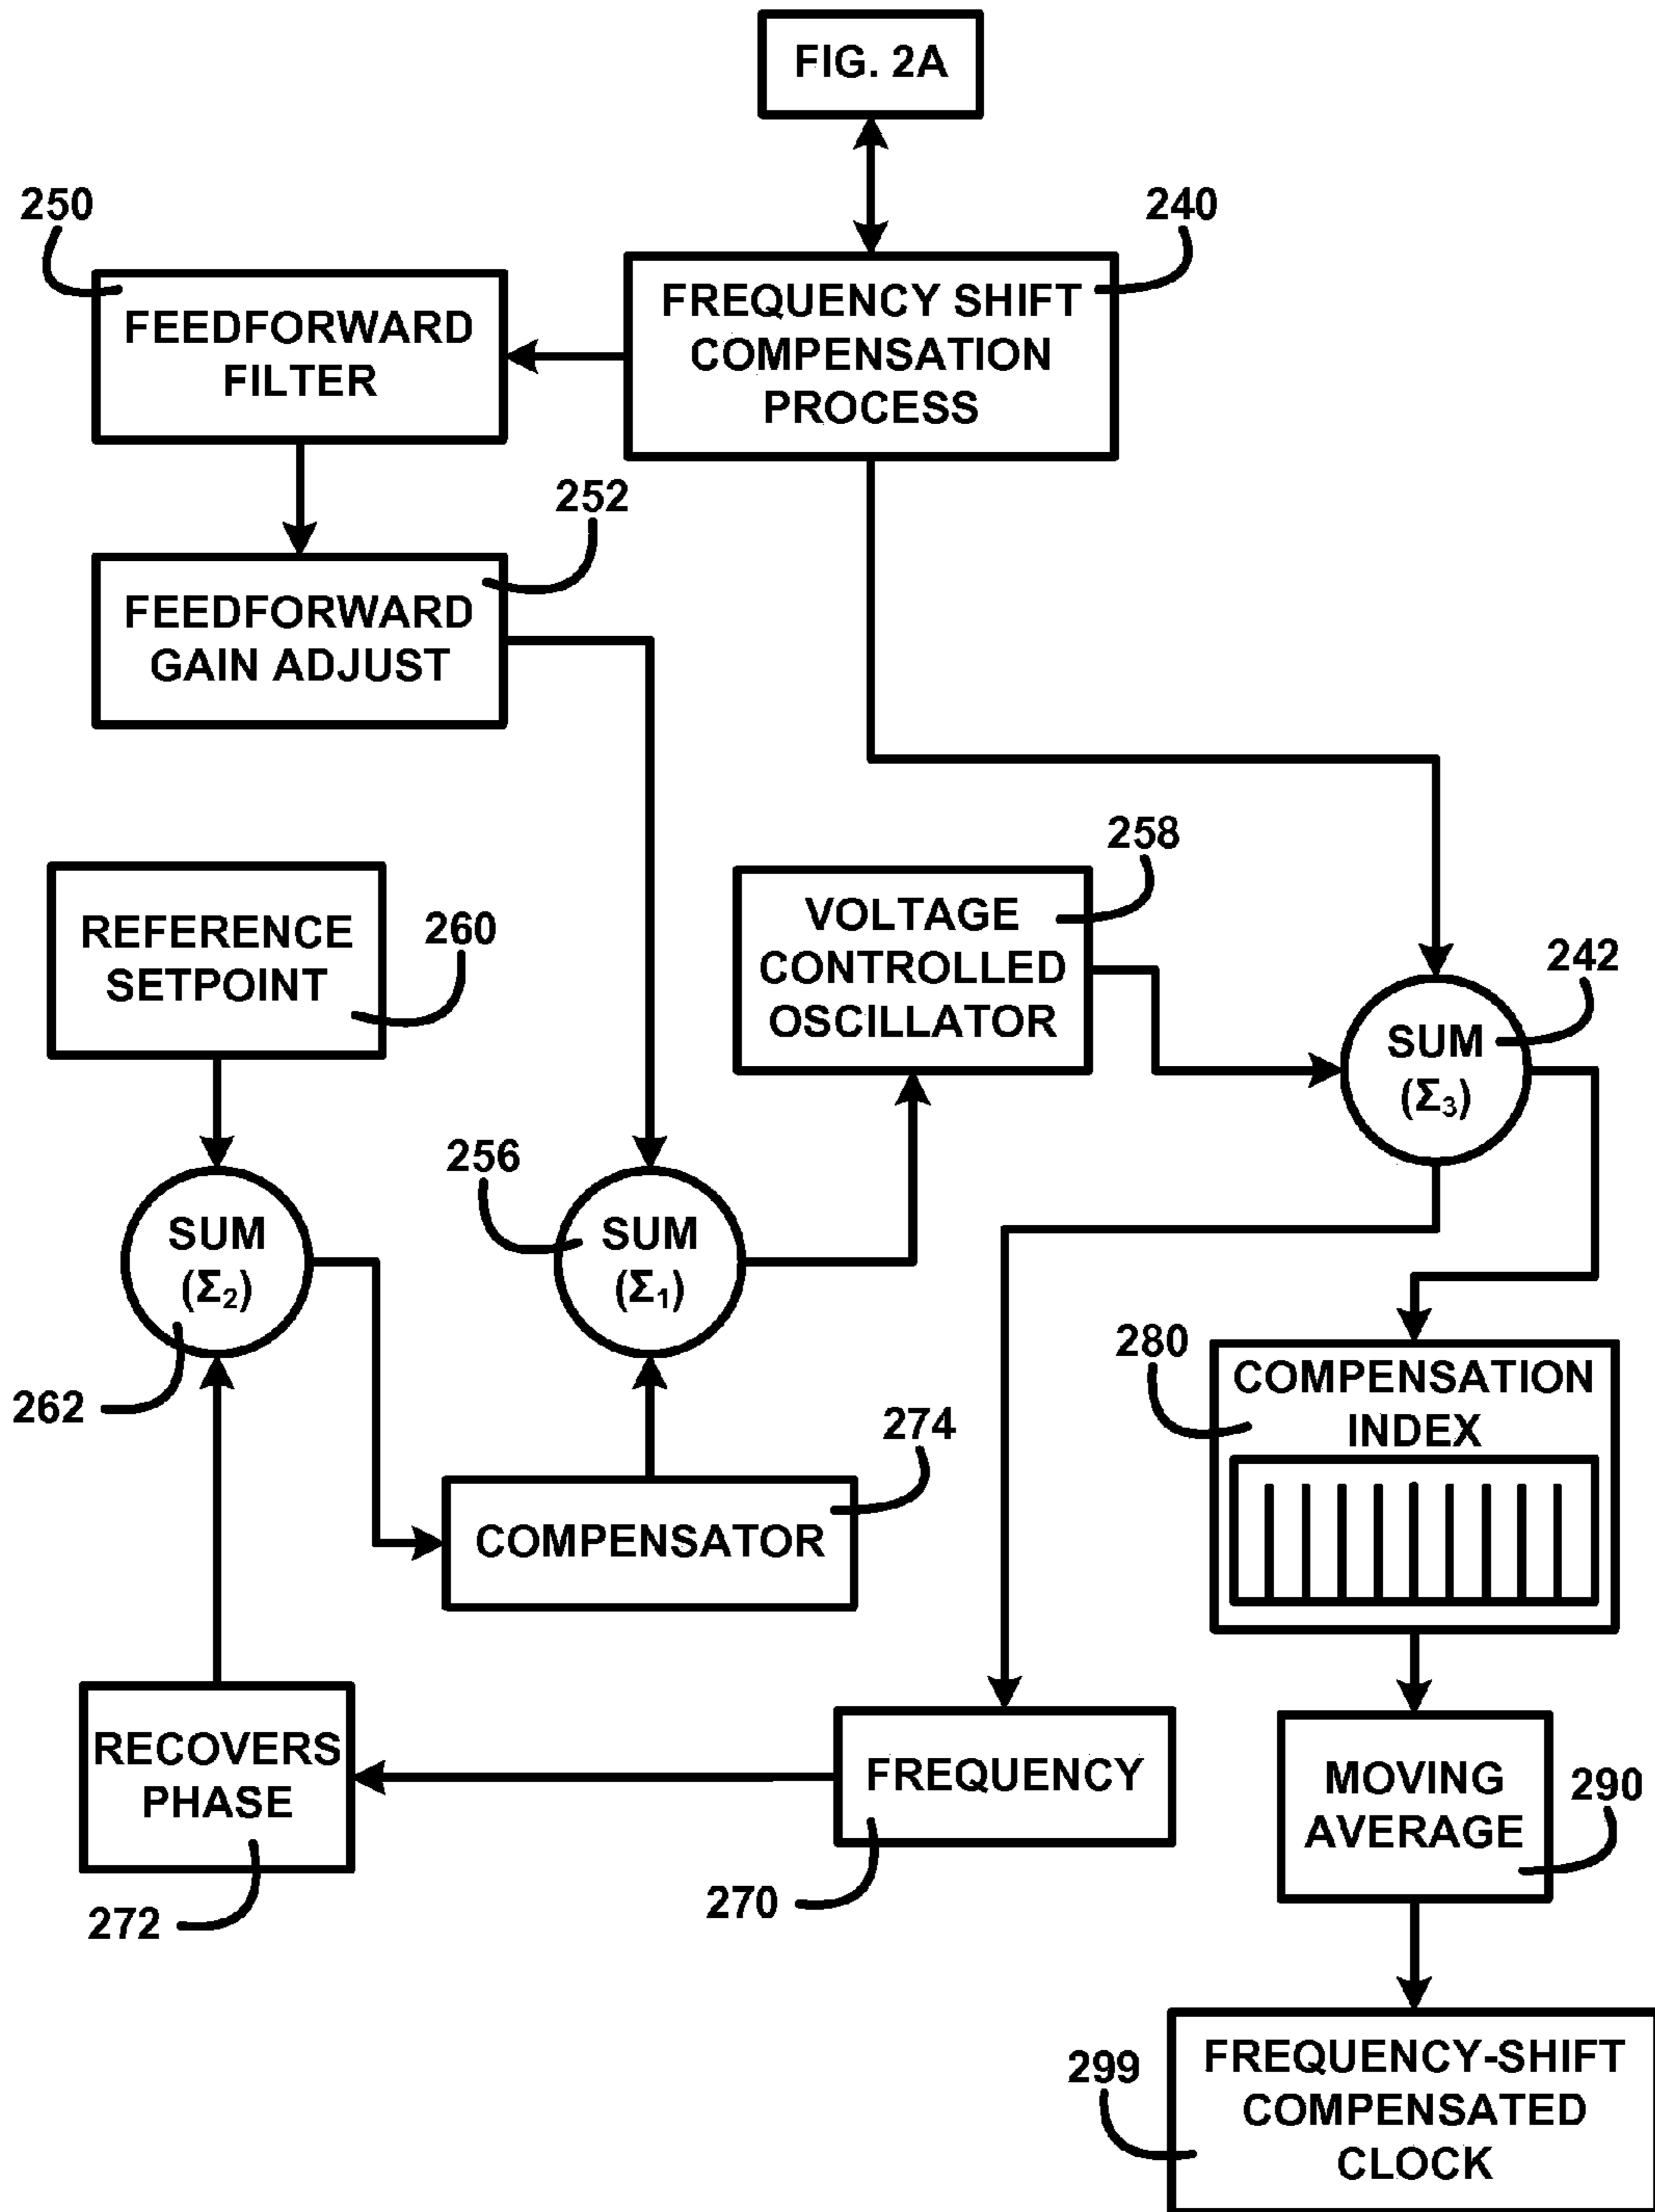 FIG. 2A
250
240
FEEDFORWARD
FILTER
FREQUENCY SHIFT
COMPENSATION
PROCESS
252
FEEDFORWARD
GAIN ADJUST
258
REFERENCE
SETPOINT
260
VOLTAGE
CONTROLLED
OSCILLATOR
242
SUM
(Σ₃)
256
SUM
(Σ₂)
SUM
(Σ₁)
262
280
COMPENSATION
INDEX
274
COMPENSATOR
RECOVERS
PHASE
272
FREQUENCY
270
MOVING
AVERAGE
290
299
FREQUENCY-SHIFT
COMPENSATED
CLOCK